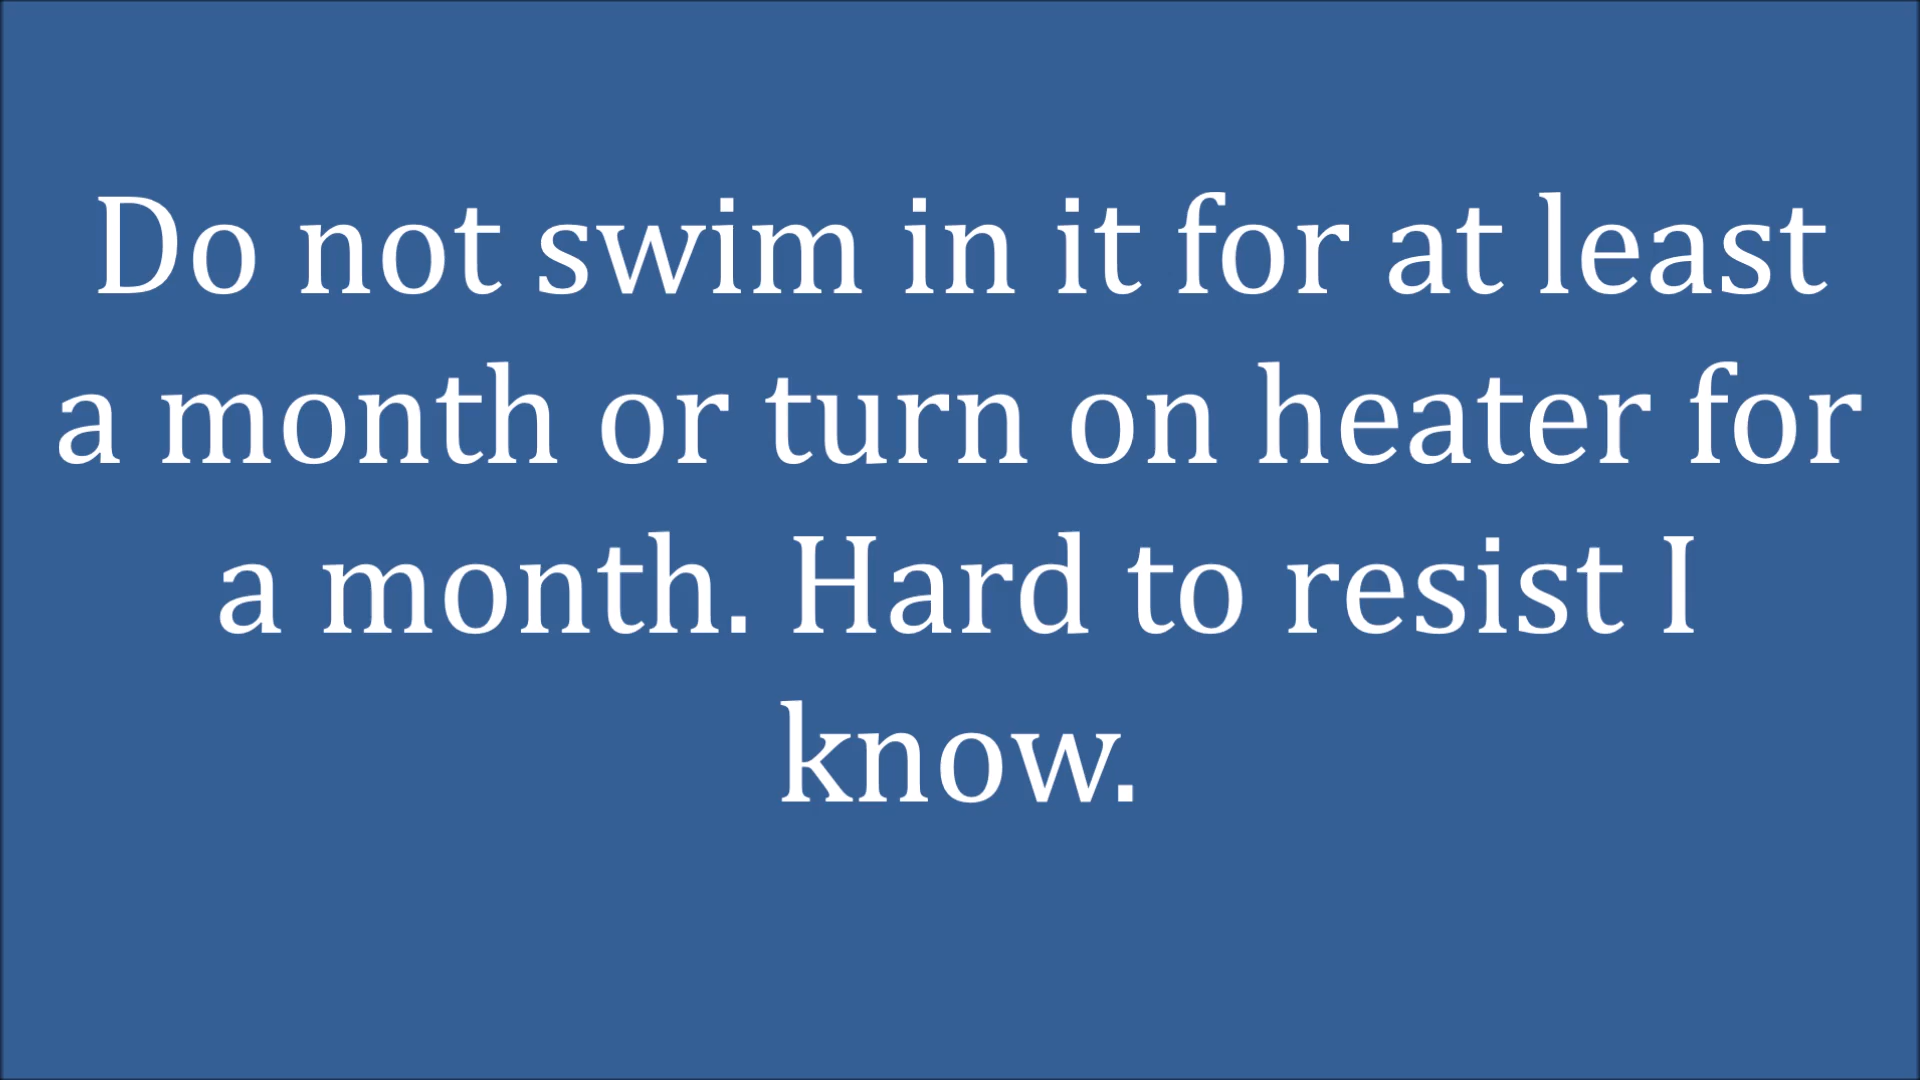 Do not swim in it for at least
a month or turn on heater for
a month. Hard to resist I
know.